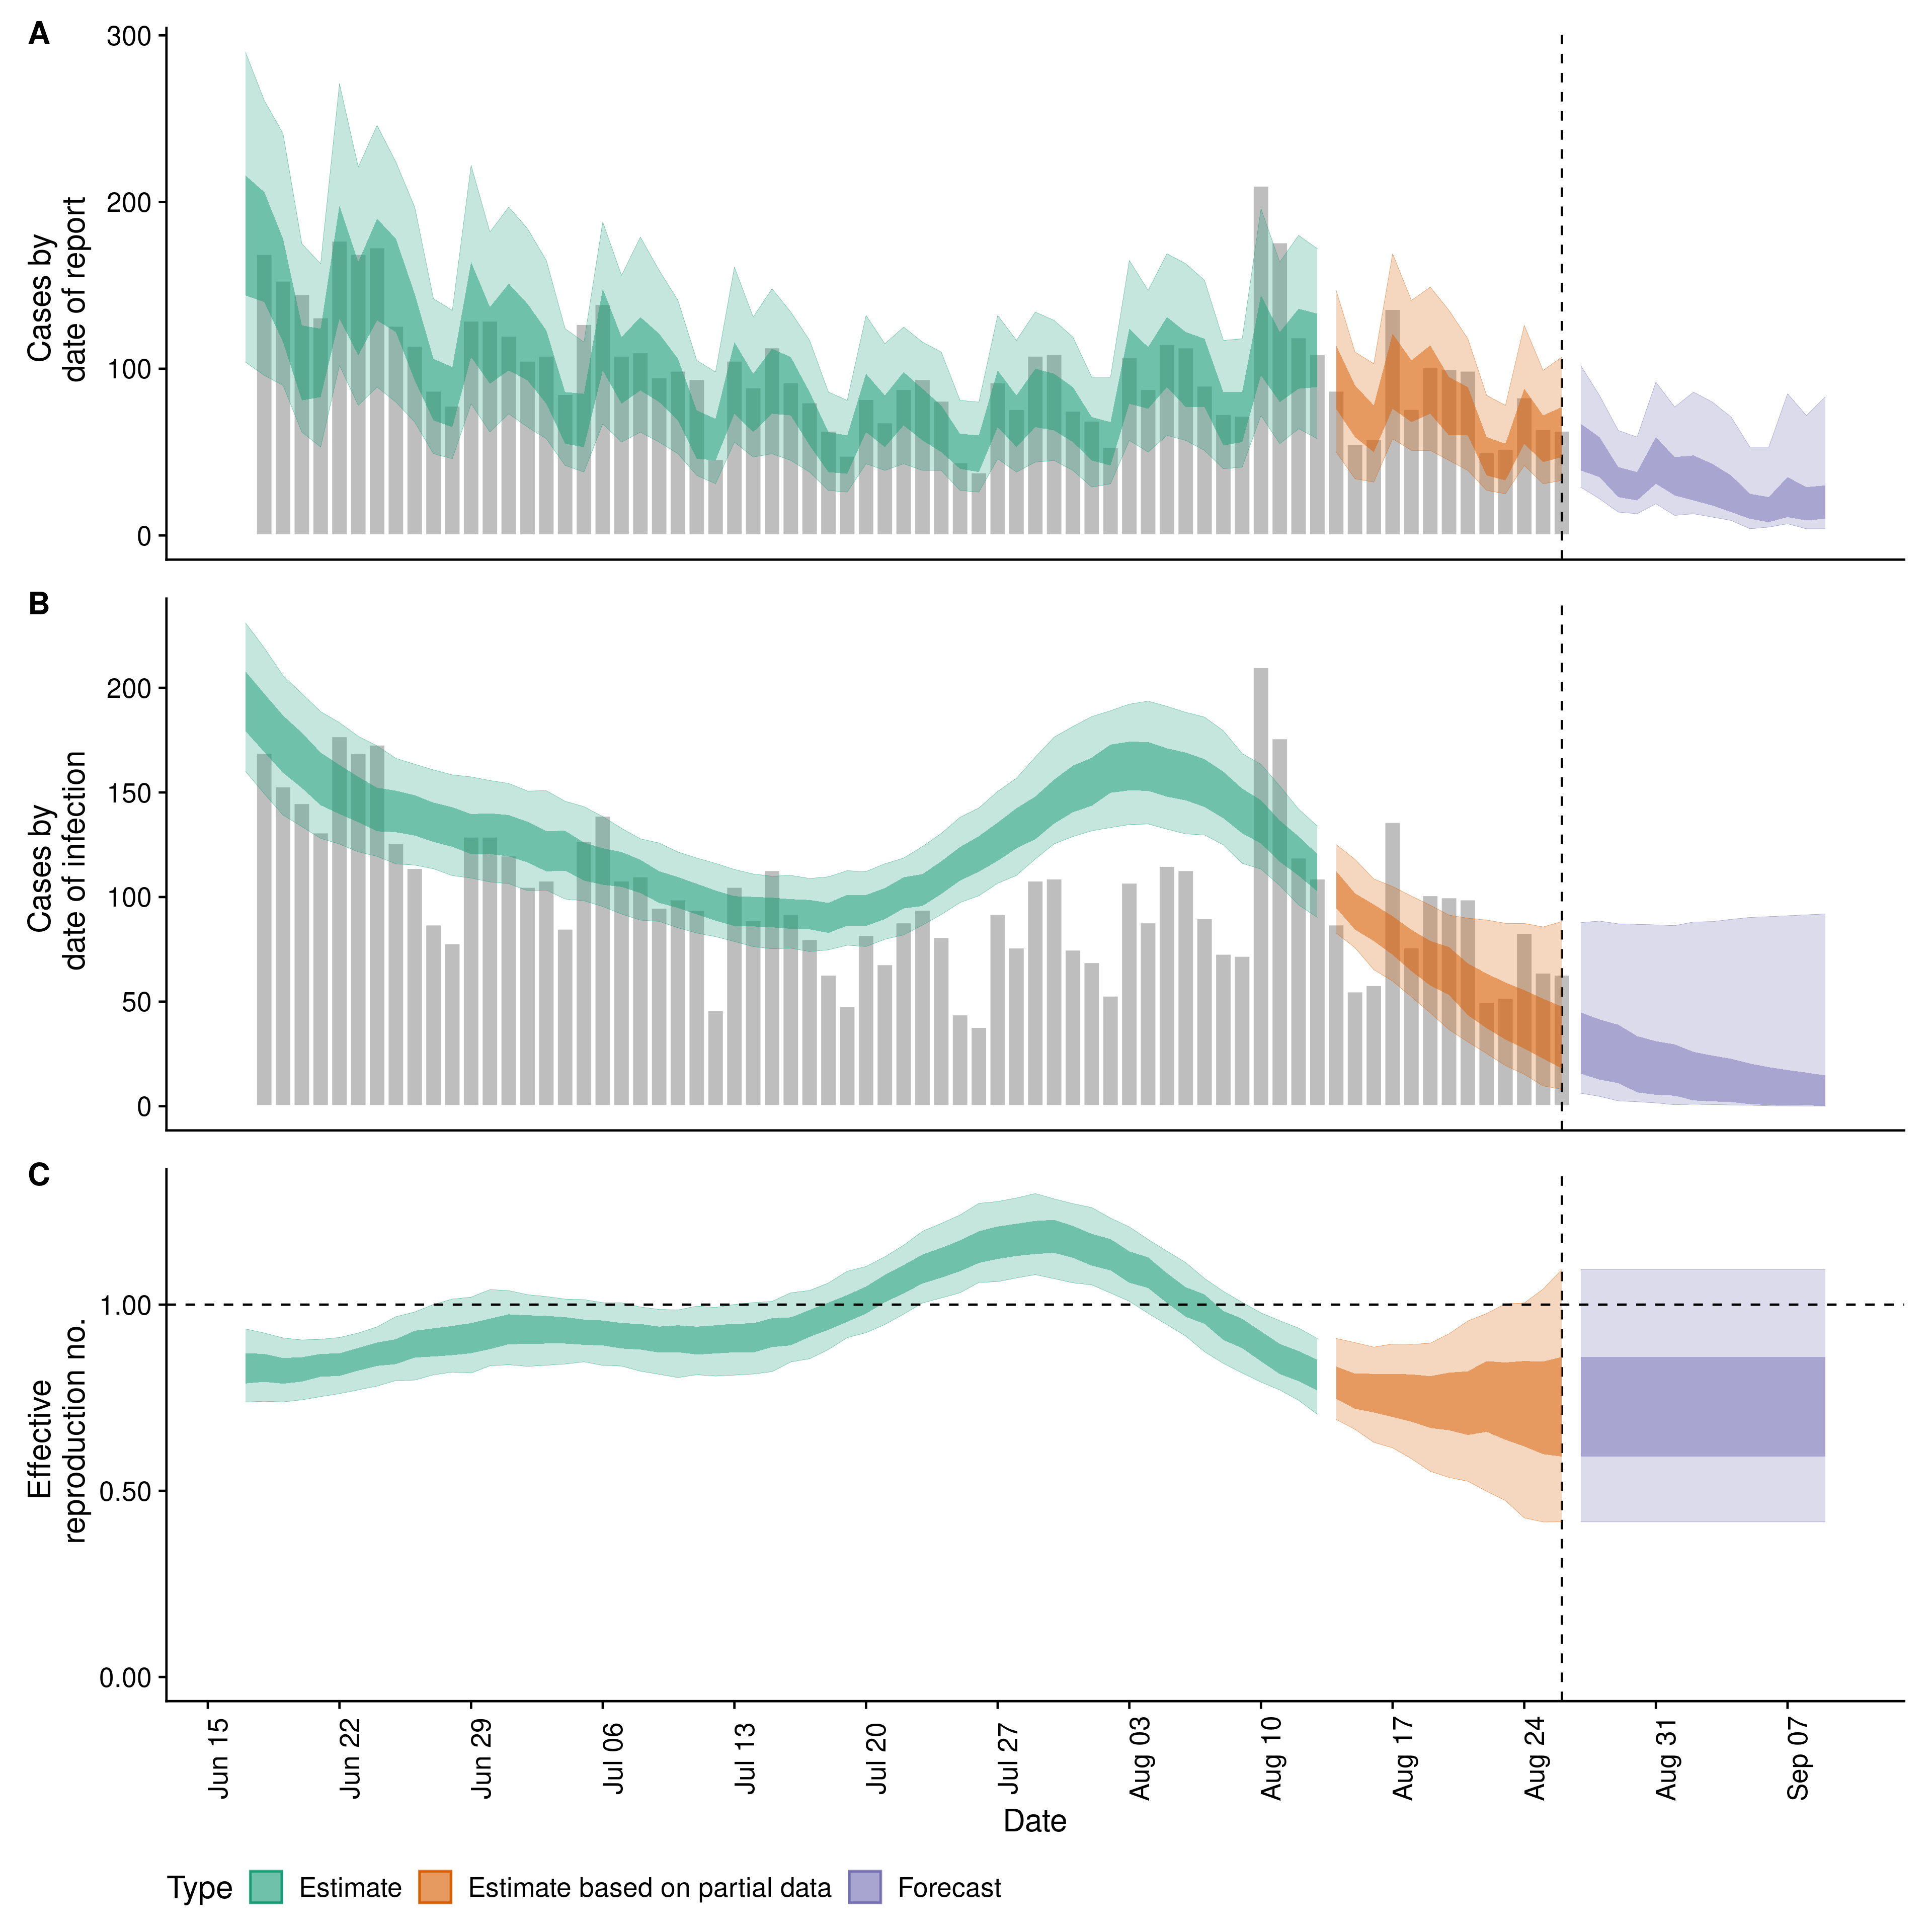 A
Cases by
date of report
300
200
100
0
B
Cases by
date of infection
200
150
100
50
0
C
Effective
reproduction no.
1.00
0.50
0.00
Jun 15
Jun 22
Jun 29
Jul 06
Jul 13
Jul 20
Jul 27
Aug 03
Aug 10
Aug 17
Aug 24
Aug 31
Sep 07
Date
Type Estimate Estimate based on partial data Forecast